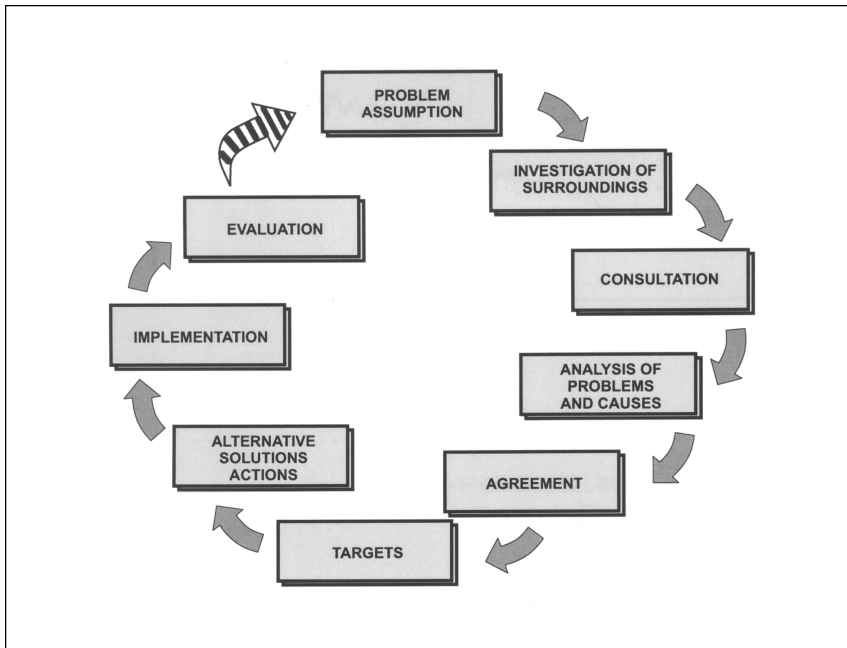 PROBLEM
ASSUMPTION
INVESTIGATION OF
SURROUNDINGS
CONSULTATION
ANALYSIS OF
PROBLEMS
AND CAUSES
AGREEMENT
TARGETS
ALTERNATIVE
SOLUTIONS
ACTIONS
IMPLEMENTATION
EVALUATION